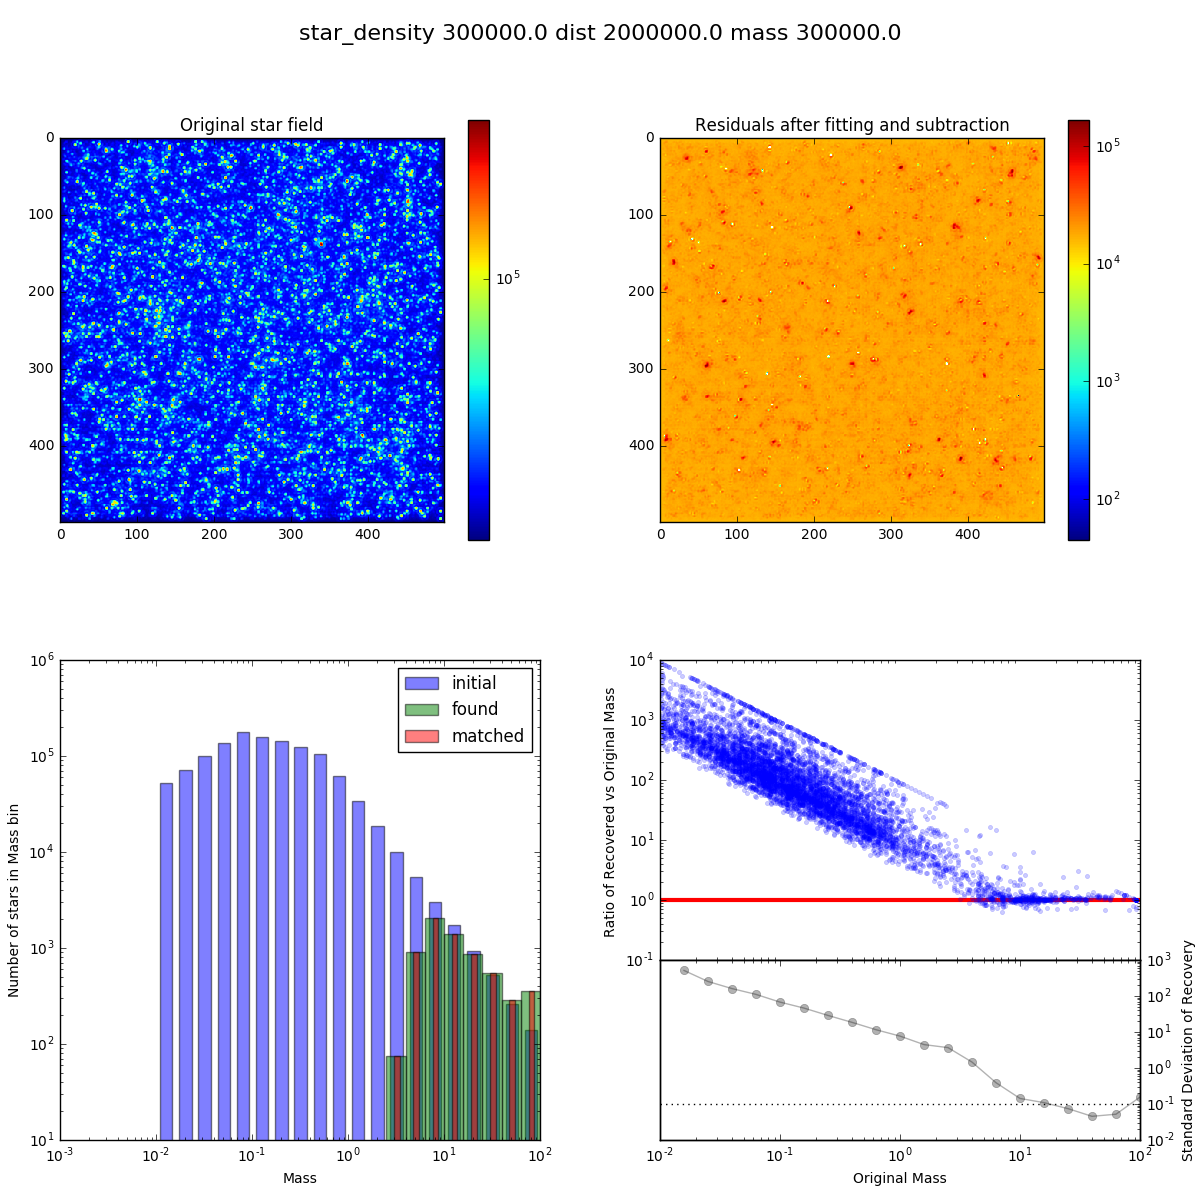 star_density 300000.0 dist 2000000.0 mass 300000.0
Original star field
0
100
200
300
400
0 100 200 300 400
10^5
Residuals after fitting and subtraction
0
100
200
300
400
0 100 200 300 400
10^5
10^4
10^3
10^2
Number of stars in Mass bin
10^6
10^5
10^4
10^3
10^2
10^1
10^-3 10^-2 10^-1 10^0 10^1 10^2
Mass
initial
found
matched
Ratio of Recovered vs Original Mass
10^4
10^3
10^2
10^1
10^0
10^-1
Standard Deviation of Recovery
10^3
10^2
10^1
10^0
10^-1
10^-2
10^-2 10^-1 10^0 10^1 10^2
Original Mass